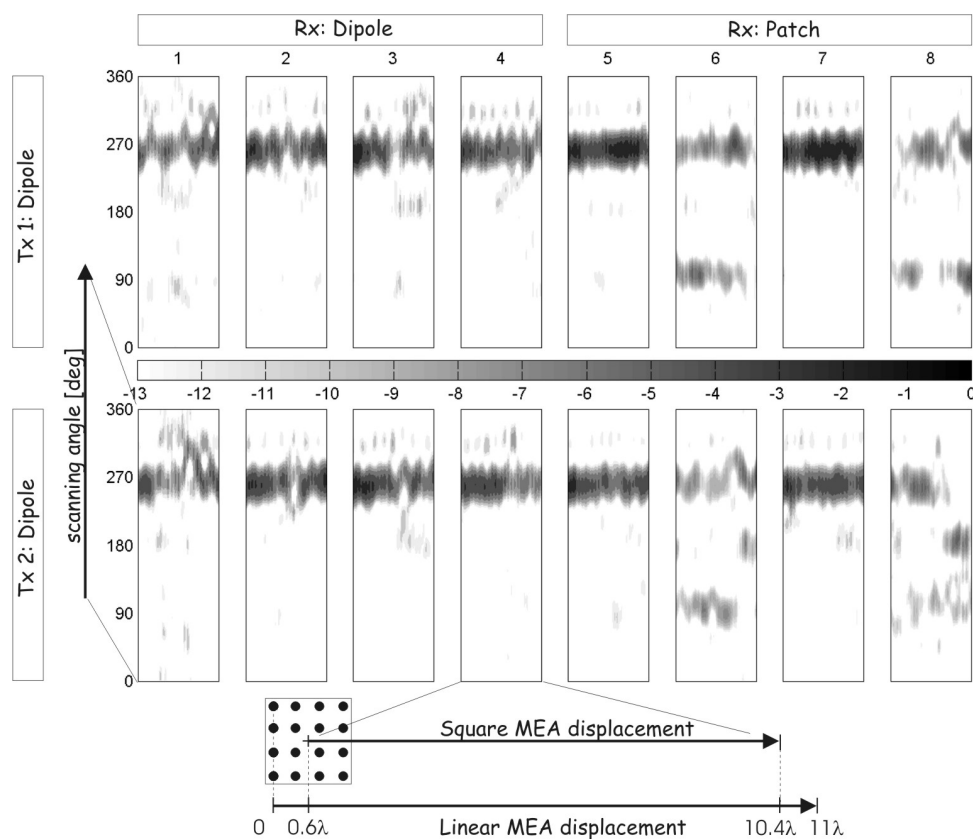 Rx: Dipole Rx: Patch
1 2 3 4 5 6 7 8
Tx 1: Dipole
360
270
180
90
0
scanning angle [deg]
-13 -12 -11 -10 -9 -8 -7 -6 -5 -4 -3 -2 -1 0
Tx 2: Dipole
360
270
180
90
0
Square MEA displacement
0 0.6λ 10.4λ 11λ
Linear MEA displacement